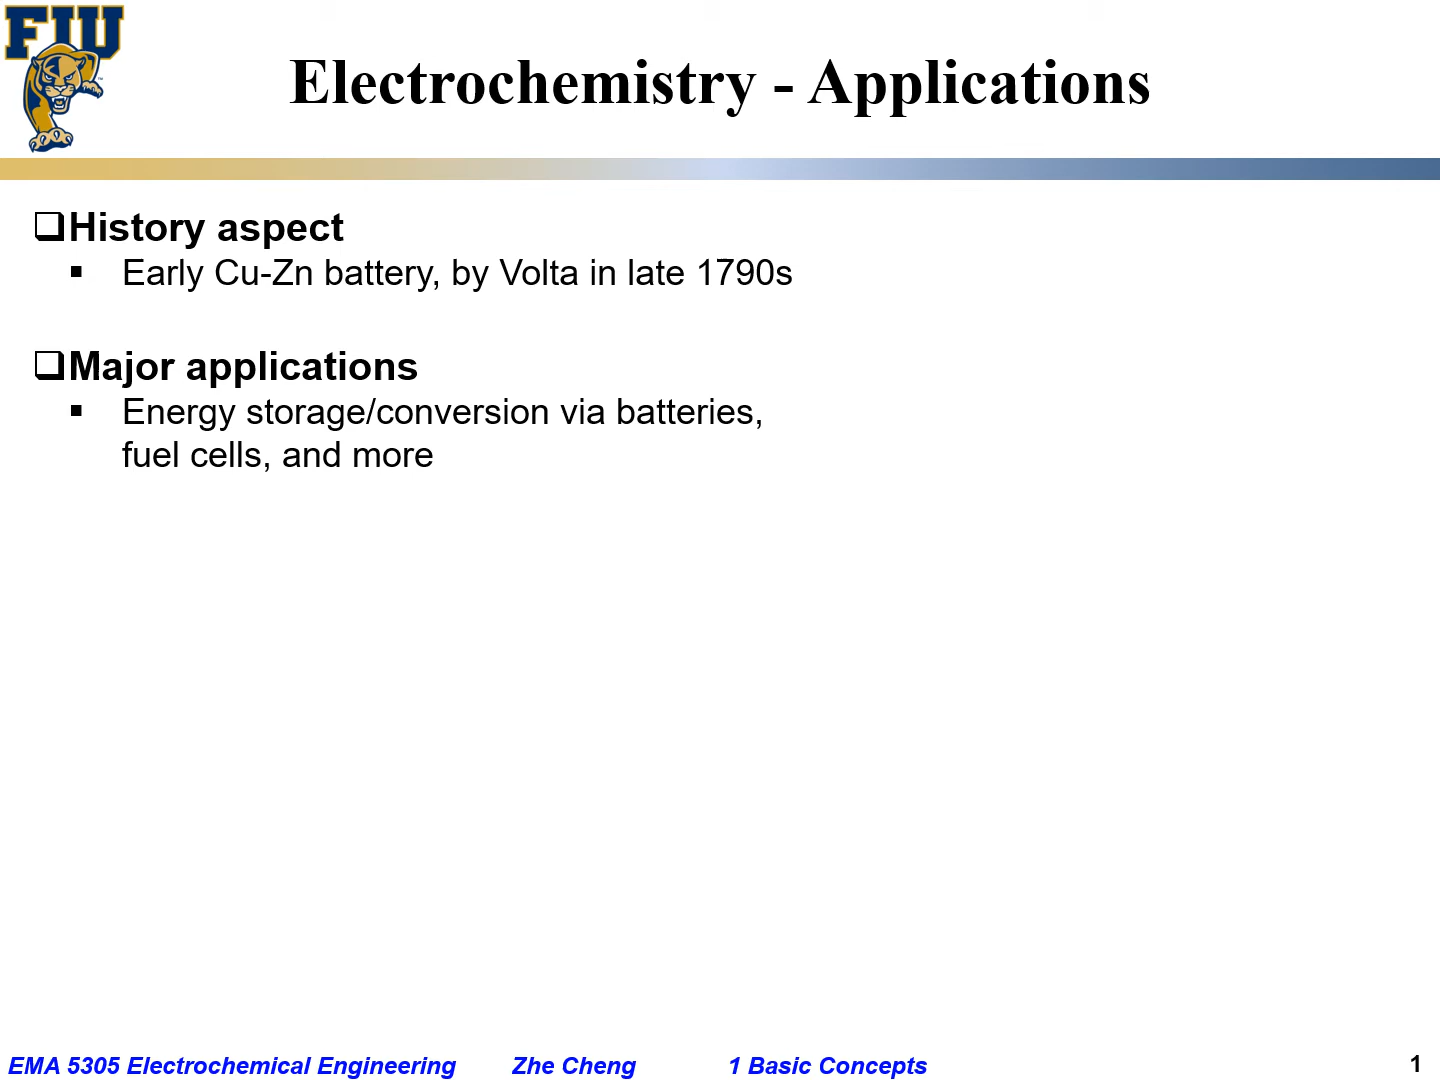 FIU
Electrochemistry - Applications
History aspect
Early Cu-Zn battery, by Volta in late 1790s
Major applications
Energy storage/conversion via batteries,
fuel cells, and more
EMA 5305 Electrochemical Engineering Zhe Cheng 1 Basic Concepts 1